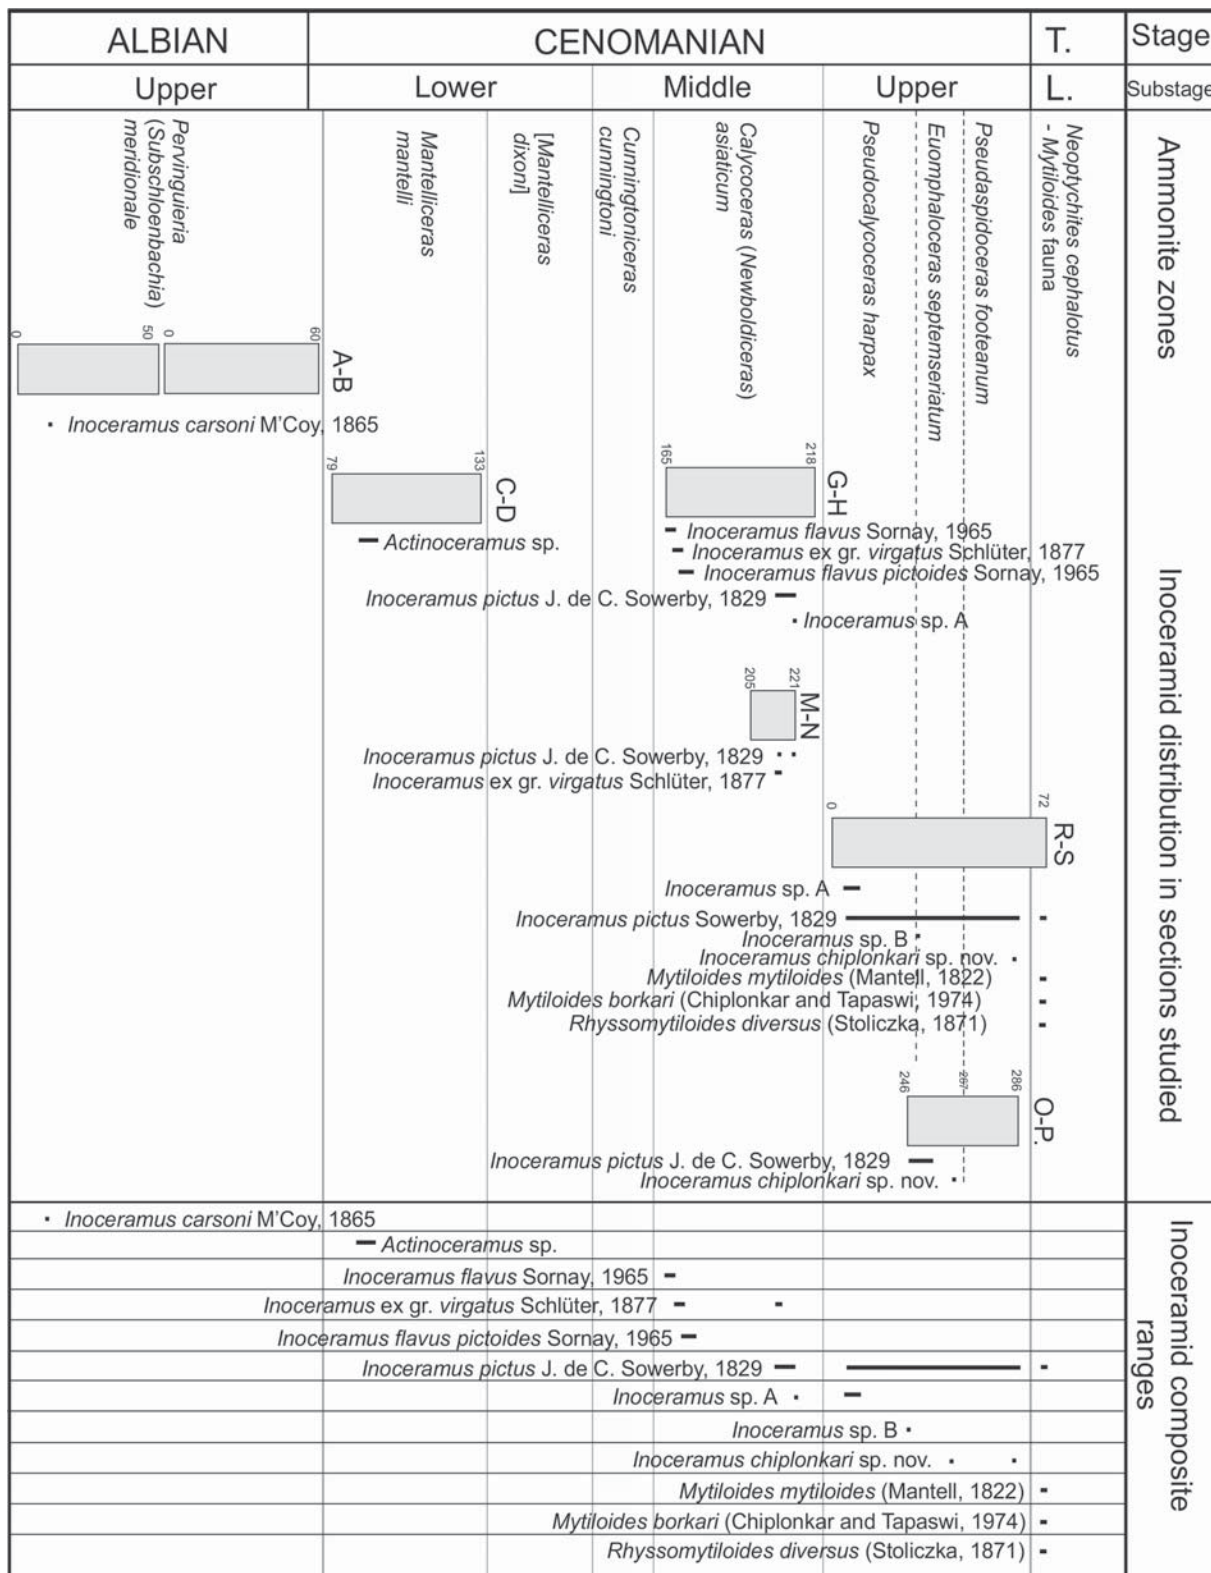 ALBIAN
CENOMANIAN
T.
Stage
Upper
Lower
Middle
Upper
L.
Substage
Pervinguieria
(Subschloenbachia)
meridionale
Mantelliceras
mantelli
[Mantelliceras
dixoni]
Cunningtoniceras
cunningtoni
Calycoceras (Newboldiceras)
asiaticum
Pseudocalycoceras harpax
Euomphaloceras septemseriatum
Pseudaspidoceras footeanum
Neoptychites cephalotus
- Mytiloides fauna
Ammonite zones
0
50
0
60
A-B
Inoceramus carsoni M'Coy, 1865
79
133
C-D
Actinoceramus sp.
165
218
G-H
Inoceramus flavus Sornay, 1965
Inoceramus ex gr. virgatus Schlüter, 1877
Inoceramus flavus pictoides Sornay, 1965
Inoceramus pictus J. de C. Sowerby, 1829
Inoceramus sp. A
205
221
M-N
Inoceramus pictus J. de C. Sowerby, 1829
Inoceramus ex gr. virgatus Schlüter, 1877
0
72
R-S
Inoceramus sp. A
Inoceramus pictus Sowerby, 1829
Inoceramus sp. B
Inoceramus chiplonkari sp. nov.
Mytiloides mytiloides (Mantell, 1822)
Mytiloides borkari (Chiplonkar and Tapaswi, 1974)
Rhyssomytiloides diversus (Stoliczka, 1871)
246
267
286
O-P.
Inoceramus pictus J. de C. Sowerby, 1829
Inoceramus chiplonkari sp. nov.
Inoceramid distribution in sections studied
Inoceramus carsoni M'Coy, 1865
Actinoceramus sp.
Inoceramus flavus Sornay, 1965
Inoceramus ex gr. virgatus Schlüter, 1877
Inoceramus flavus pictoides Sornay, 1965
Inoceramus pictus J. de C. Sowerby, 1829
Inoceramus sp. A
Inoceramus sp. B
Inoceramus chiplonkari sp. nov.
Mytiloides mytiloides (Mantell, 1822)
Mytiloides borkari (Chiplonkar and Tapaswi, 1974)
Rhyssomytiloides diversus (Stoliczka, 1871)
Inoceramid composite
ranges